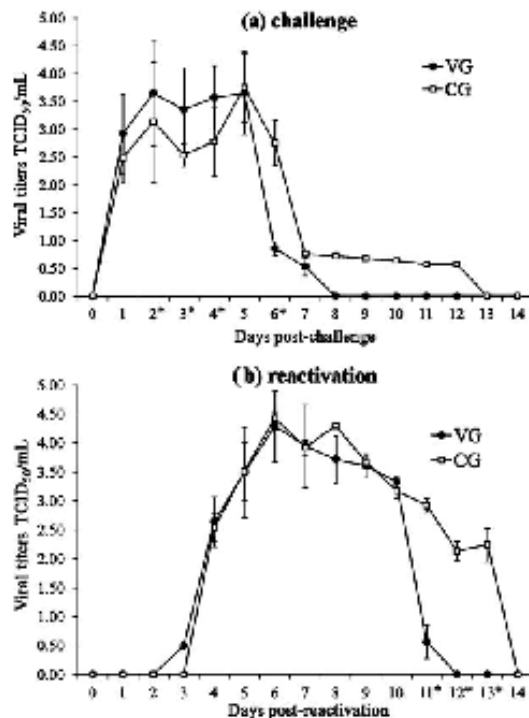 (a) challenge
5.00
4.50
4.00
3.50
3.00
2.50
2.00
1.50
1.00
0.50
0.00
Viral titers TCID50/mL
VG
CG
0 1 2* 3* 4* 5 6* 7 8 9 10 11 12 13 14
Days post-challenge
(b) reactivation
5.00
4.50
4.00
3.50
3.00
2.50
2.00
1.50
1.00
0.50
0.00
Viral titers TCID50/mL
VG
CG
0 1 2 3 4 5 6 7 8 9 10 11* 12* 13* 14
Days post-reactivation